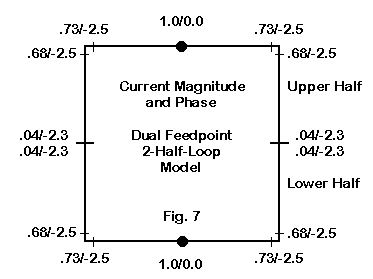 1.0/0.0
.73/-2.5 .73/-2.5
.68/-2.5 .68/-2.5
Current Magnitude
and Phase
Upper Half
Dual Feedpoint
2-Half-Loop
Model
.04/-2.3 .04/-2.3
.04/-2.3 .04/-2.3
Lower Half
Fig. 7
.68/-2.5 .68/-2.5
.73/-2.5 .73/-2.5
1.0/0.0